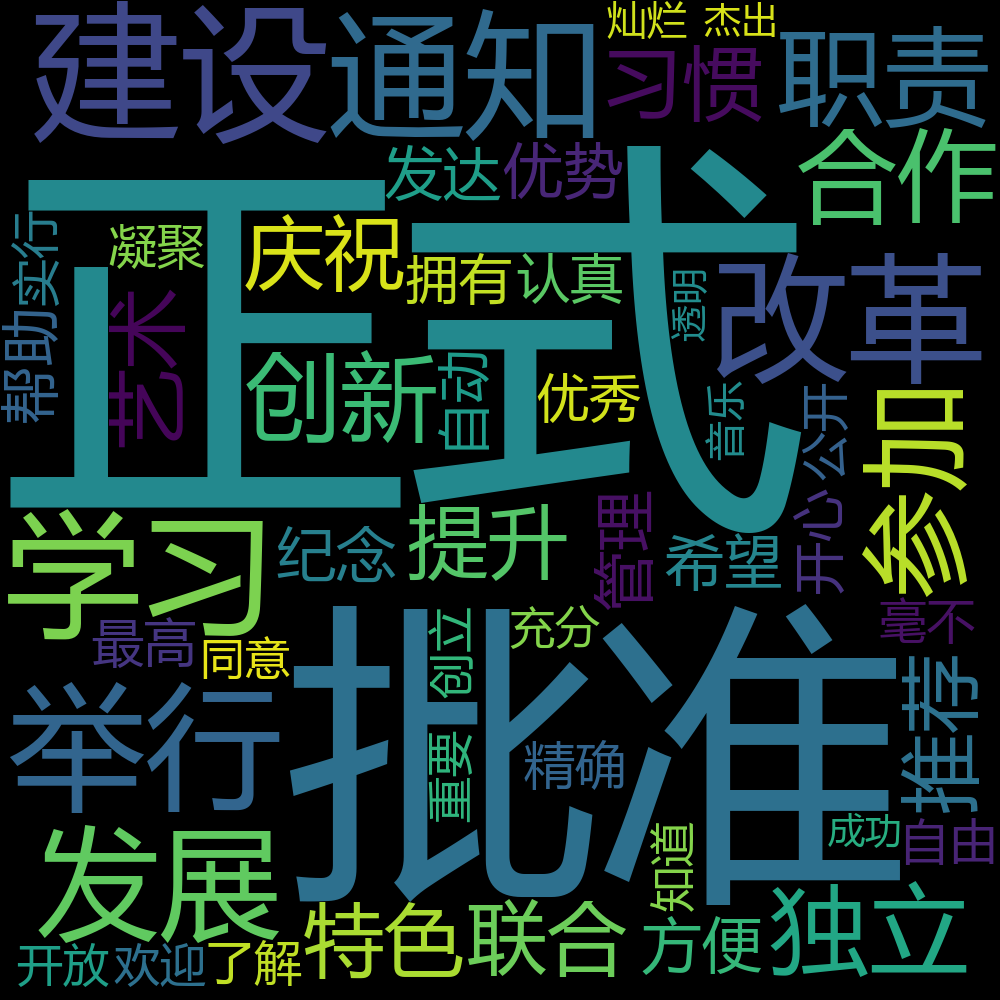 建设
通知
灿烂
杰出
习惯
职责
发达
优势
合作
正式
凝聚
庆祝
拥有
认真
透明
改革
实行
帮助
艺术
创新
自动
优秀
音乐
公开
参加
学习
纪念
提升
管理
希望
开心
最高
同意
创立
充分
毫不
批准
举行
重要
精确
推荐
发展
知道
成功
自由
特色
联合
方便
独立
开放
欢迎
了解